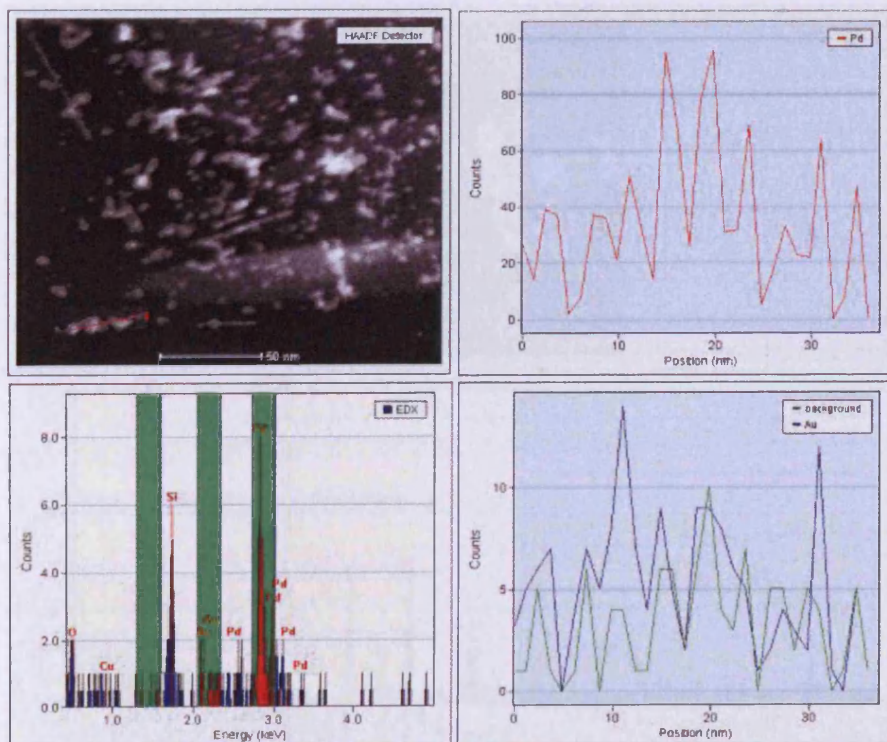 HAADF Detector
50 nm
Pd
100
80
60
40
20
0
Counts
0 10 20 30
Position (nm)
EDX
8.0
6.0
4.0
2.0
0.0
Counts
Si
O
Cu
Pd
Pd
Pd
Pd
1.0 2.0 3.0 4.0
Energy (keV)
background
Au
10
5
0
Counts
0 10 20 30
Position (nm)